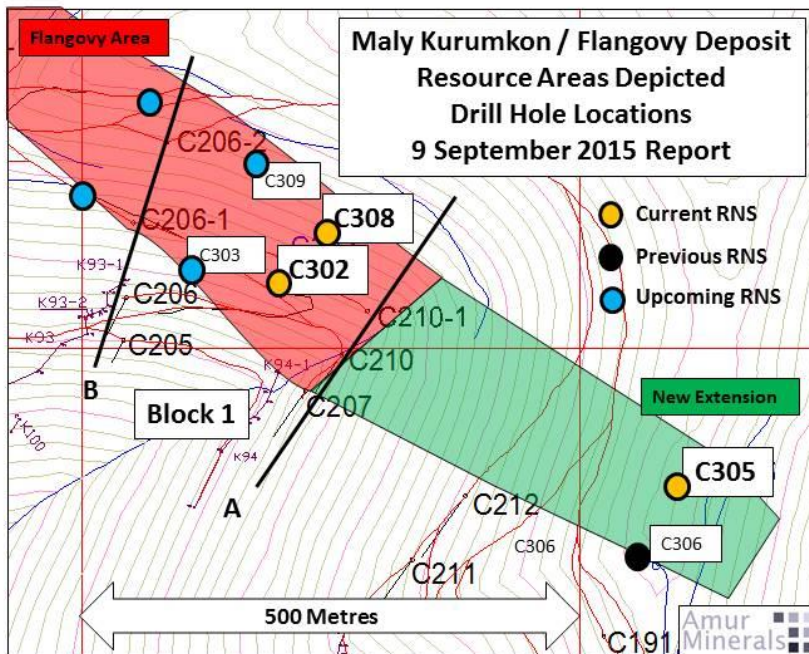 Flangovy Area
Maly Kurumkon / Flangovy Deposit
Resource Areas Depicted
Drill Hole Locations
9 September 2015 Report
C206-2
C309
Current RNS
C206-1
C308
Previous RNS
K93-1
C303
C302
Upcoming RNS
C206
K93-2
C210-1
K93
C205
C210
K94-1
B
C207
New Extension
Block 1
K100
K94
C305
A
C212
C306
C306
C211
500 Metres
C191
Amur
Minerals